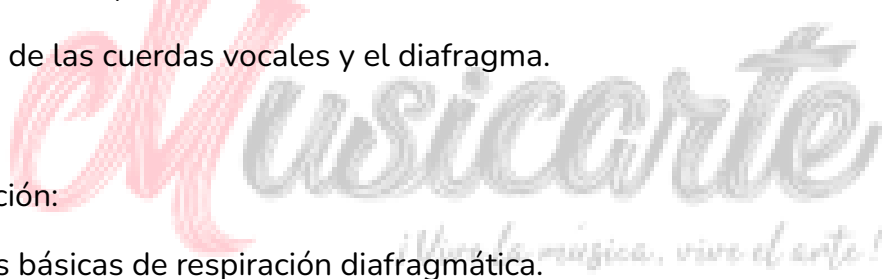 de las cuerdas vocales y el diafragma.
Musicarte
ción:
s básicas de respiración diafragmática.
¡Vive la música, vive el arte!